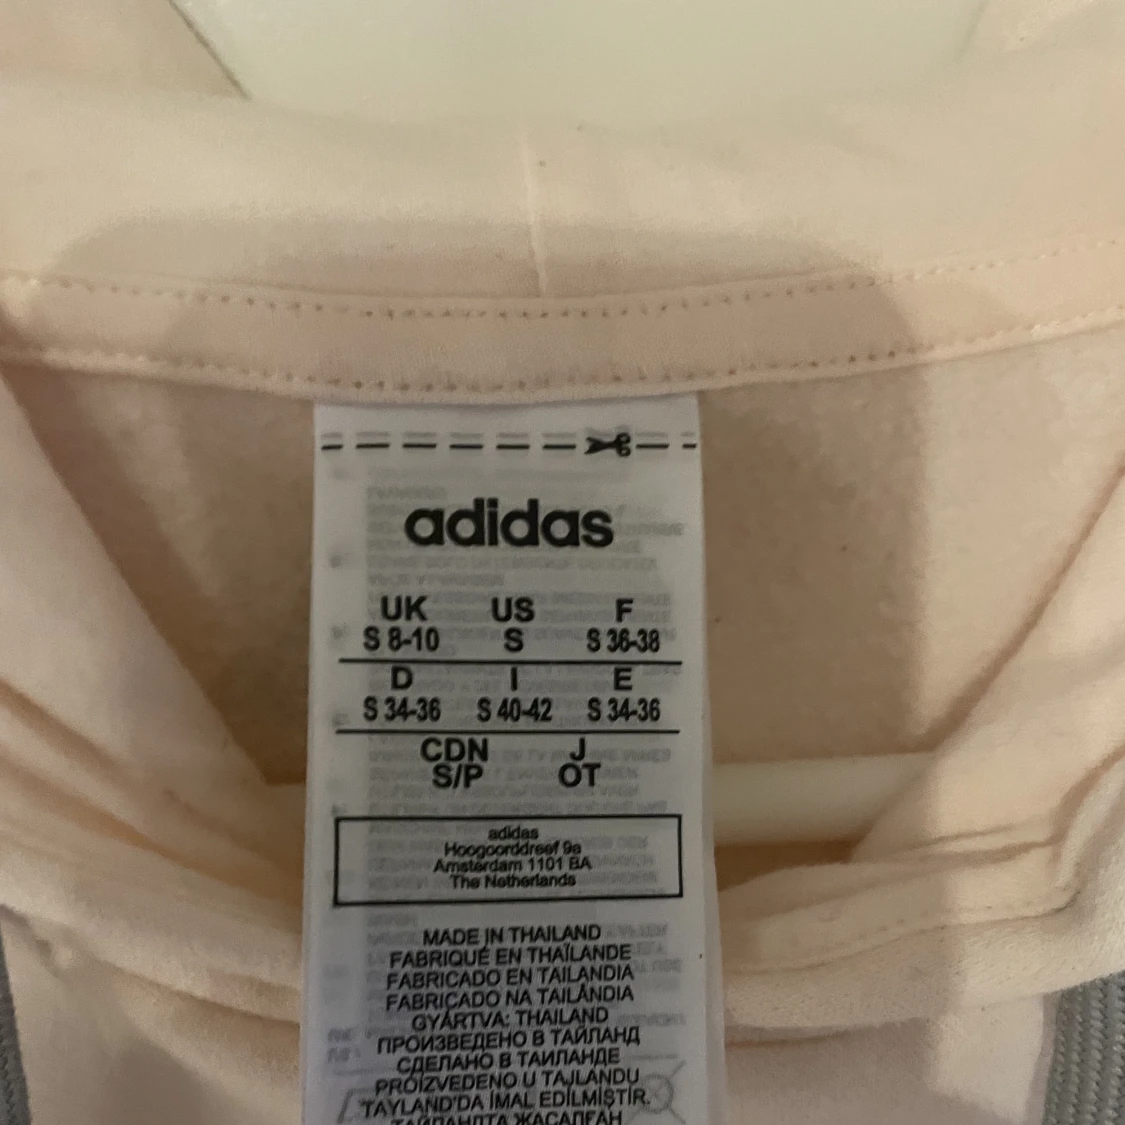 adidas
UK US F
S 8-10 S S 36-38
D I E
S 34-36 S 40-42 S 34-36
CDN J
S/P OT
adidas
Hoogoorddreef 9a
Amsterdam 1101 BA
The Netherlands
MADE IN THAILAND
FABRIQUÉ EN THAÏLANDE
FABRICADO EN TAILANDIA
FABRICADO NA TAILÂNDIA
GYÁRTVA: THAILAND
ПРОИЗВЕДЕНО В ТАЙЛАНД
СДЕЛАНО В ТАИЛАНДЕ
PROIZVEDENO U TAJLANDU
TAYLAND'DA İMAL EDİLMİŞTİR.
ТАЙЛАНДТА ЖАСАЛҒАН